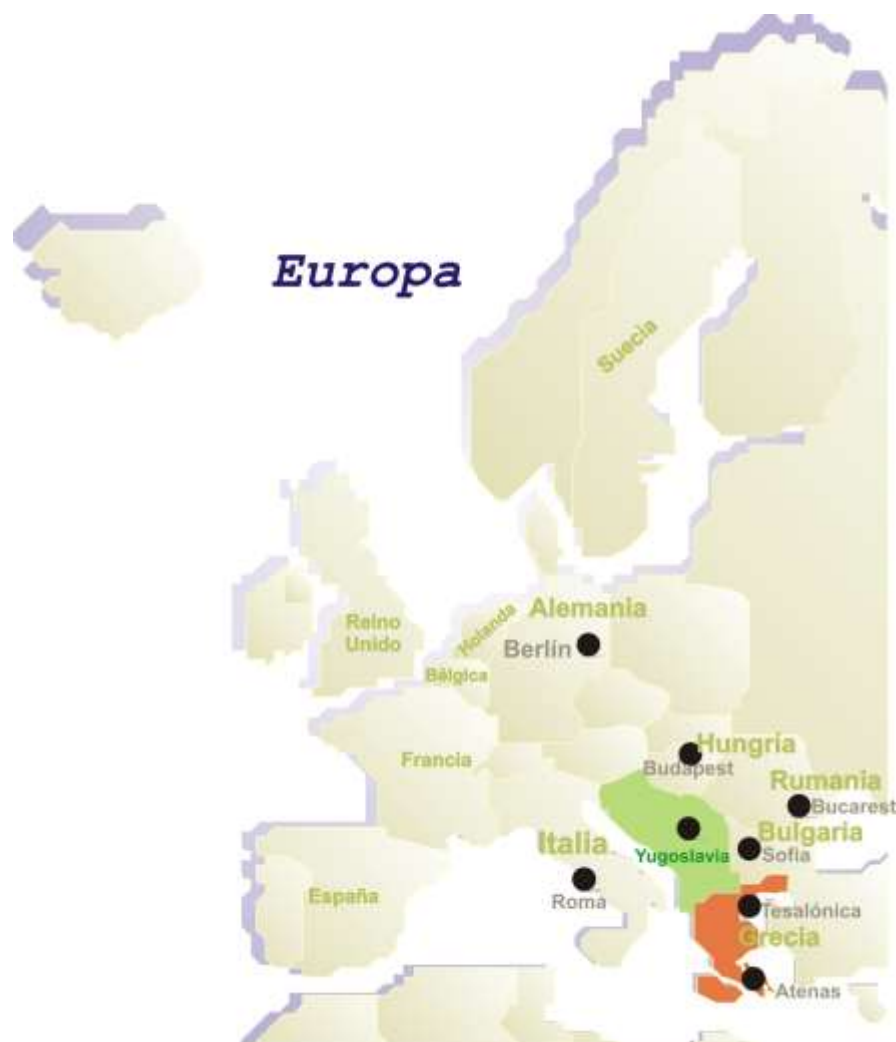 Europa
Suecia
Alemania
Holanda
Reino
Unido
Berlín
Bélgica
Hungría
Francia
Budapest
Rumania
Bucarest
Bulgaria
Italia
Yugoslavia
Sofia
España
Roma
Tesalónica
Grecia
Atenas